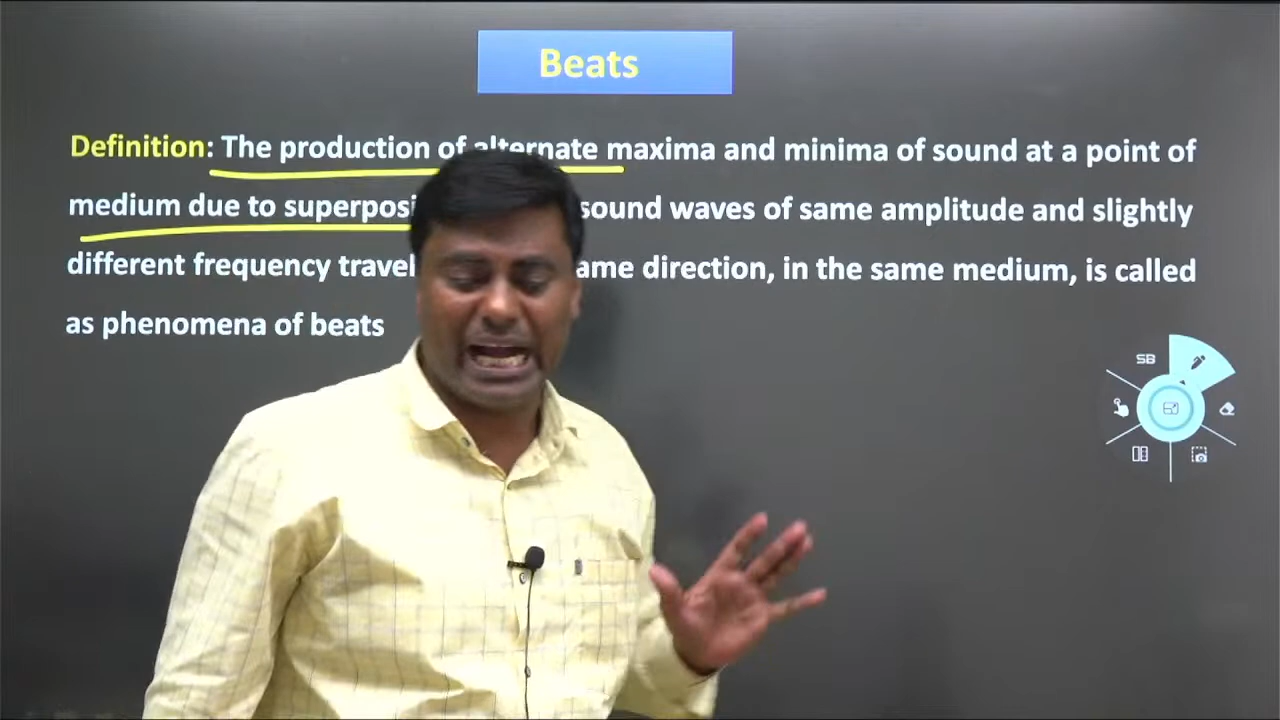 Beats
Definition: The production of alternate maxima and minima of sound at a point of
medium due to superposi sound waves of same amplitude and slightly
different frequency travel ame direction, in the same medium, is called
as phenomena of beats
SB